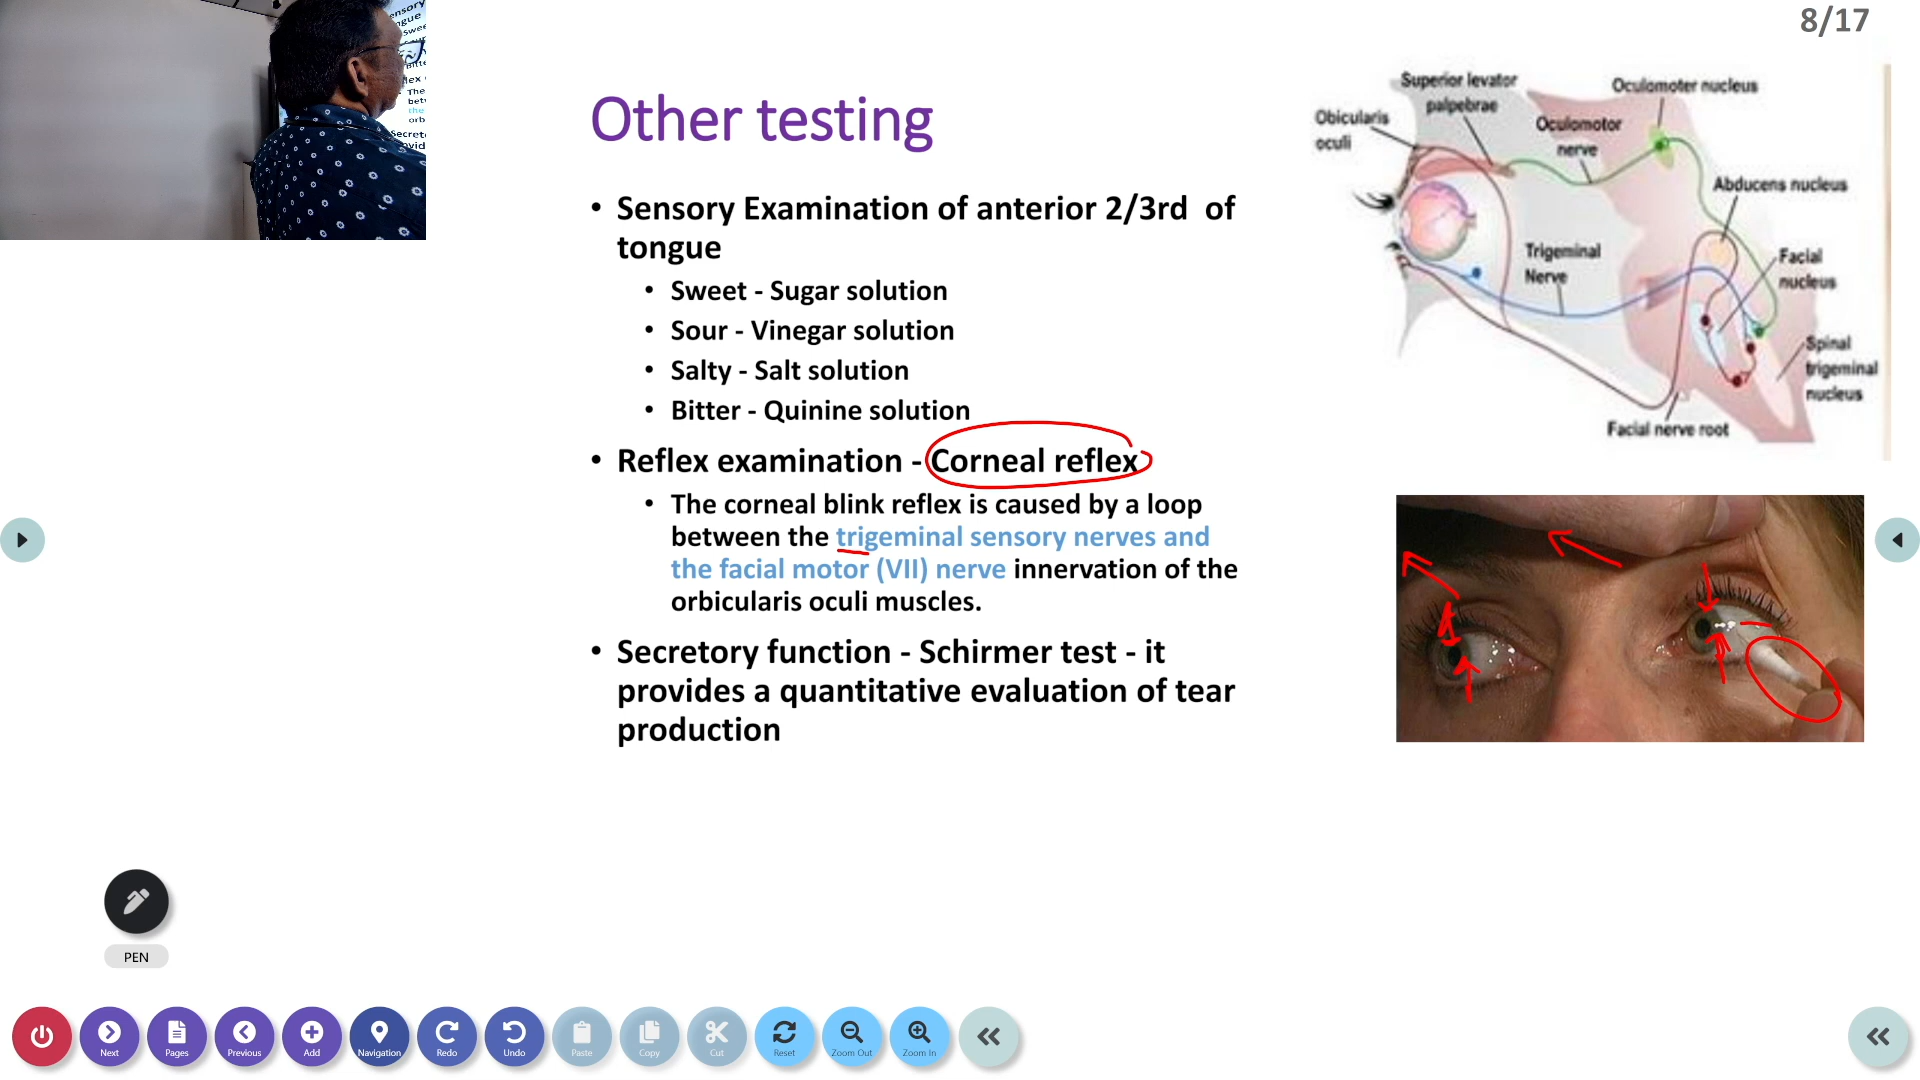 8/17
Other testing
• Sensory Examination of anterior 2/3rd of
tongue
• Sweet - Sugar solution
• Sour - Vinegar solution
• Salty - Salt solution
• Bitter - Quinine solution
• Reflex examination - Corneal reflex
• The corneal blink reflex is caused by a loop
between the trigeminal sensory nerves and
the facial motor (VII) nerve innervation of the
orbicularis oculi muscles.
• Secretory function - Schirmer test - it
provides a quantitative evaluation of tear
production
Superior levator
palpebrae
Oculomoter nucleus
Obicularis
oculi
Oculomotor
nerve
Abducens nucleus
Trigeminal
Nerve
Facial
nucleus
Spinal
trigeminal
nucleus
Facial nerve root
PEN
Next
Pages
Previous
Add
Navigation
Redo
Undo
Paste
Copy
Cut
Reset
Zoom Out
Zoom In